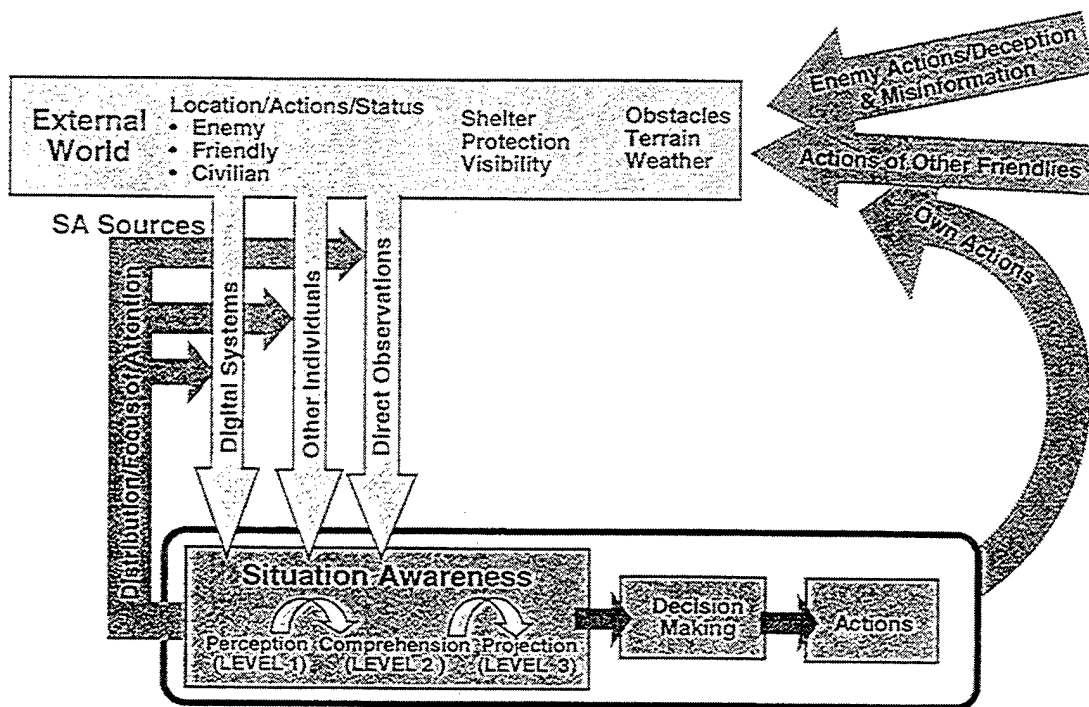 Enemy Actions/Deception
& Misinformation
Actions of Other Friendlies
Own Actions
External
World
Location/Actions/Status
• Enemy
• Friendly
• Civilian
Shelter
Protection
Visibility
Obstacles
Terrain
Weather
SA Sources
Distribution/Focus of Attention
Digital Systems
Other Individuals
Direct Observations
Situation Awareness
Perception
(LEVEL 1)
Comprehension
(LEVEL 2)
Projection
(LEVEL 3)
Decision
Making
Actions